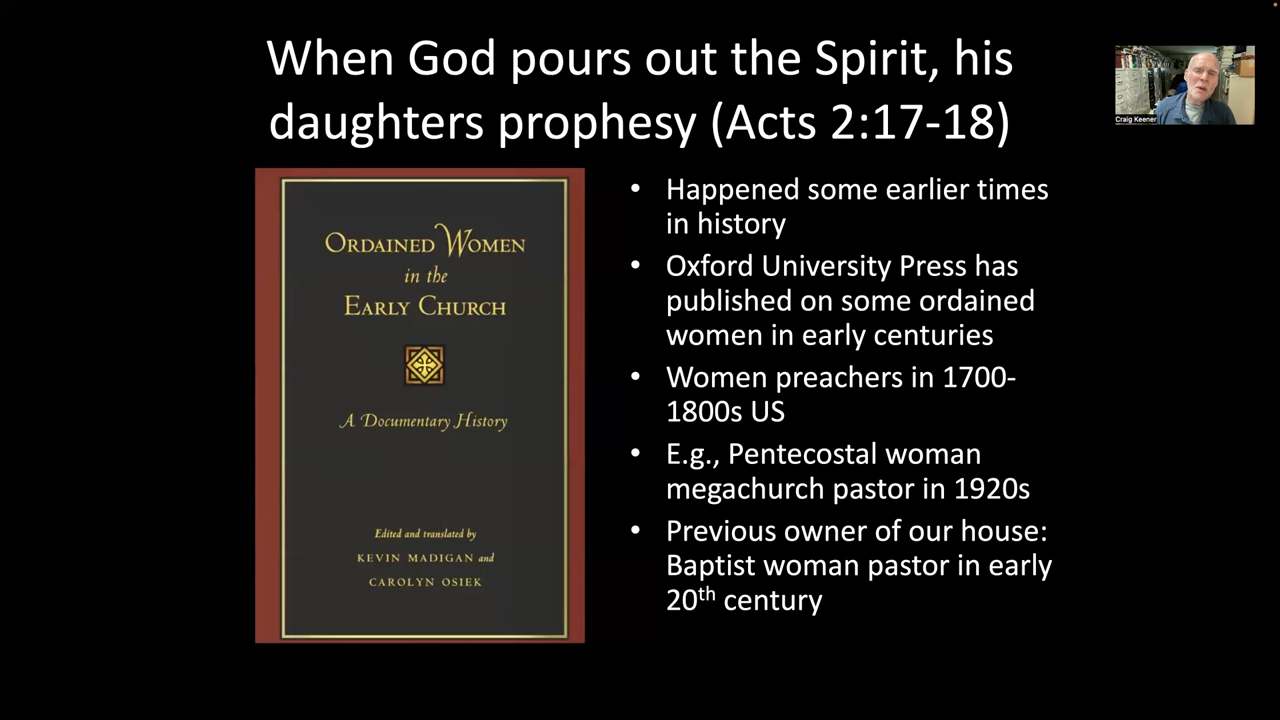 When God pours out the Spirit, his
daughters prophesy (Acts 2:17-18)
Craig Keener
ORDAINED WOMEN
in the
EARLY CHURCH
A Documentary History
Edited and translated by
KEVIN MADIGAN and
CAROLYN OSIEK
• Happened some earlier times
in history
• Oxford University Press has
published on some ordained
women in early centuries
• Women preachers in 1700-
1800s US
• E.g., Pentecostal woman
megachurch pastor in 1920s
• Previous owner of our house:
Baptist woman pastor in early
20th century